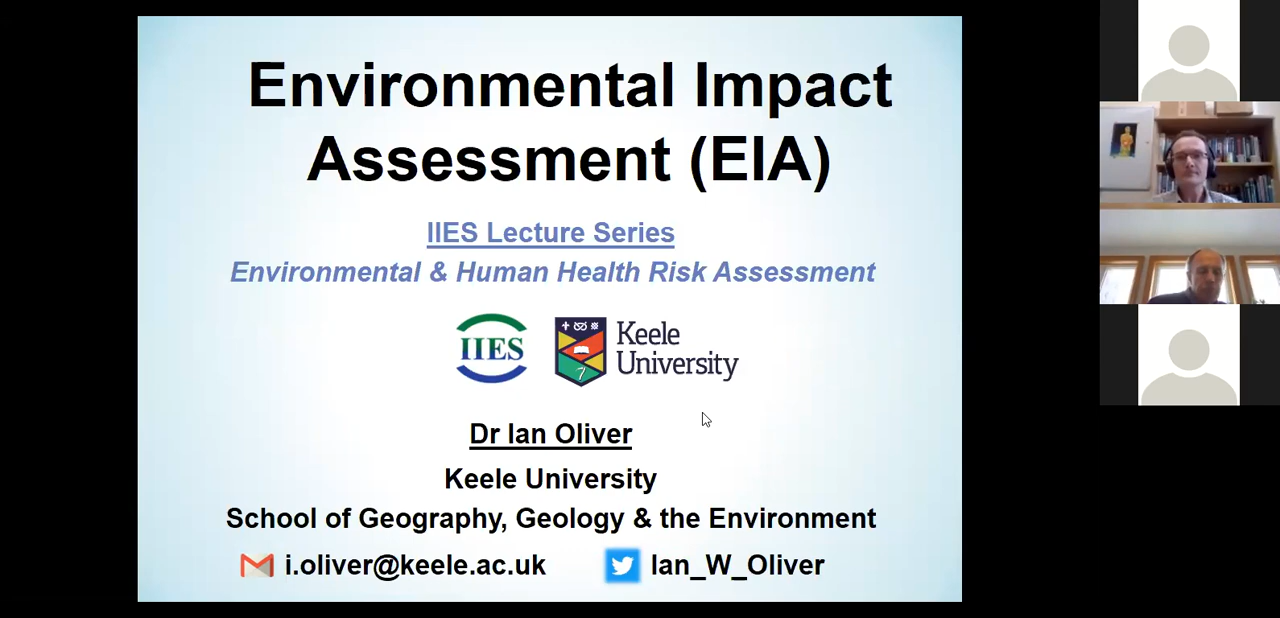 Environmental Impact
Assessment (EIA)
IIES Lecture Series
Environmental & Human Health Risk Assessment
IIES
Keele
University
Dr Ian Oliver
Keele University
School of Geography, Geology & the Environment
i.oliver@keele.ac.uk
Ian_W_Oliver